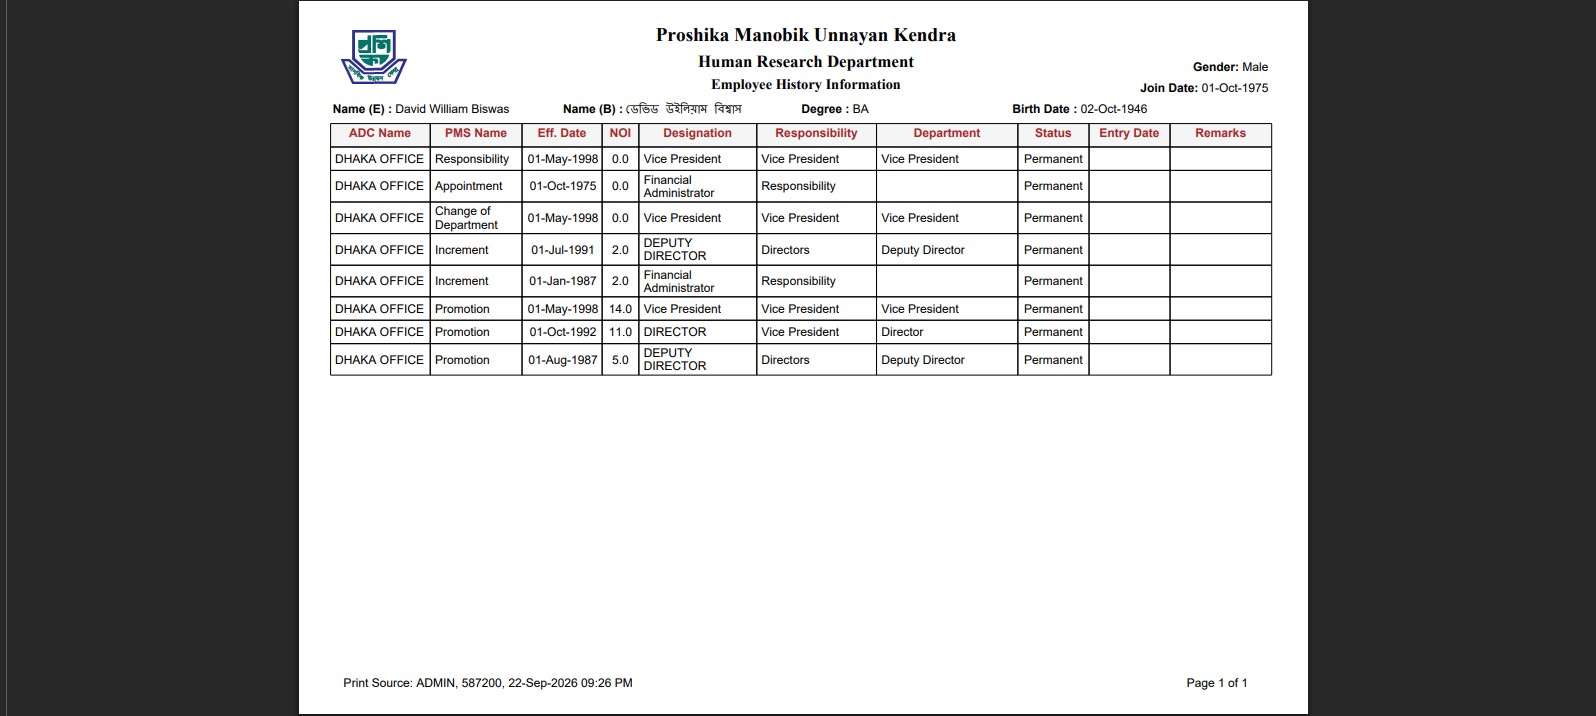 প্রশিকা
মানবিক উন্নয়ন কেন্দ্র
Proshika Manobik Unnayan Kendra
Human Research Department
Employee History Information
Gender: Male
Join Date: 01-Oct-1975
Name (E) : David William Biswas Name (B) : ডেভিড উইলিয়াম বিশ্বাস Degree : BA Birth Date : 02-Oct-1946
ADC Name PMS Name Eff. Date NOI Designation Responsibility Department Status Entry Date Remarks
DHAKA OFFICE Responsibility 01-May-1998 0.0 Vice President Vice President Vice President Permanent
DHAKA OFFICE Appointment 01-Oct-1975 0.0 Financial Administrator Responsibility Permanent
DHAKA OFFICE Change of Department 01-May-1998 0.0 Vice President Vice President Vice President Permanent
DHAKA OFFICE Increment 01-Jul-1991 2.0 DEPUTY DIRECTOR Directors Deputy Director Permanent
DHAKA OFFICE Increment 01-Jan-1987 2.0 Financial Administrator Responsibility Permanent
DHAKA OFFICE Promotion 01-May-1998 14.0 Vice President Vice President Vice President Permanent
DHAKA OFFICE Promotion 01-Oct-1992 11.0 DIRECTOR Vice President Director Permanent
DHAKA OFFICE Promotion 01-Aug-1987 5.0 DEPUTY DIRECTOR Directors Deputy Director Permanent
Print Source: ADMIN, 587200, 22-Sep-2026 09:26 PM Page 1 of 1